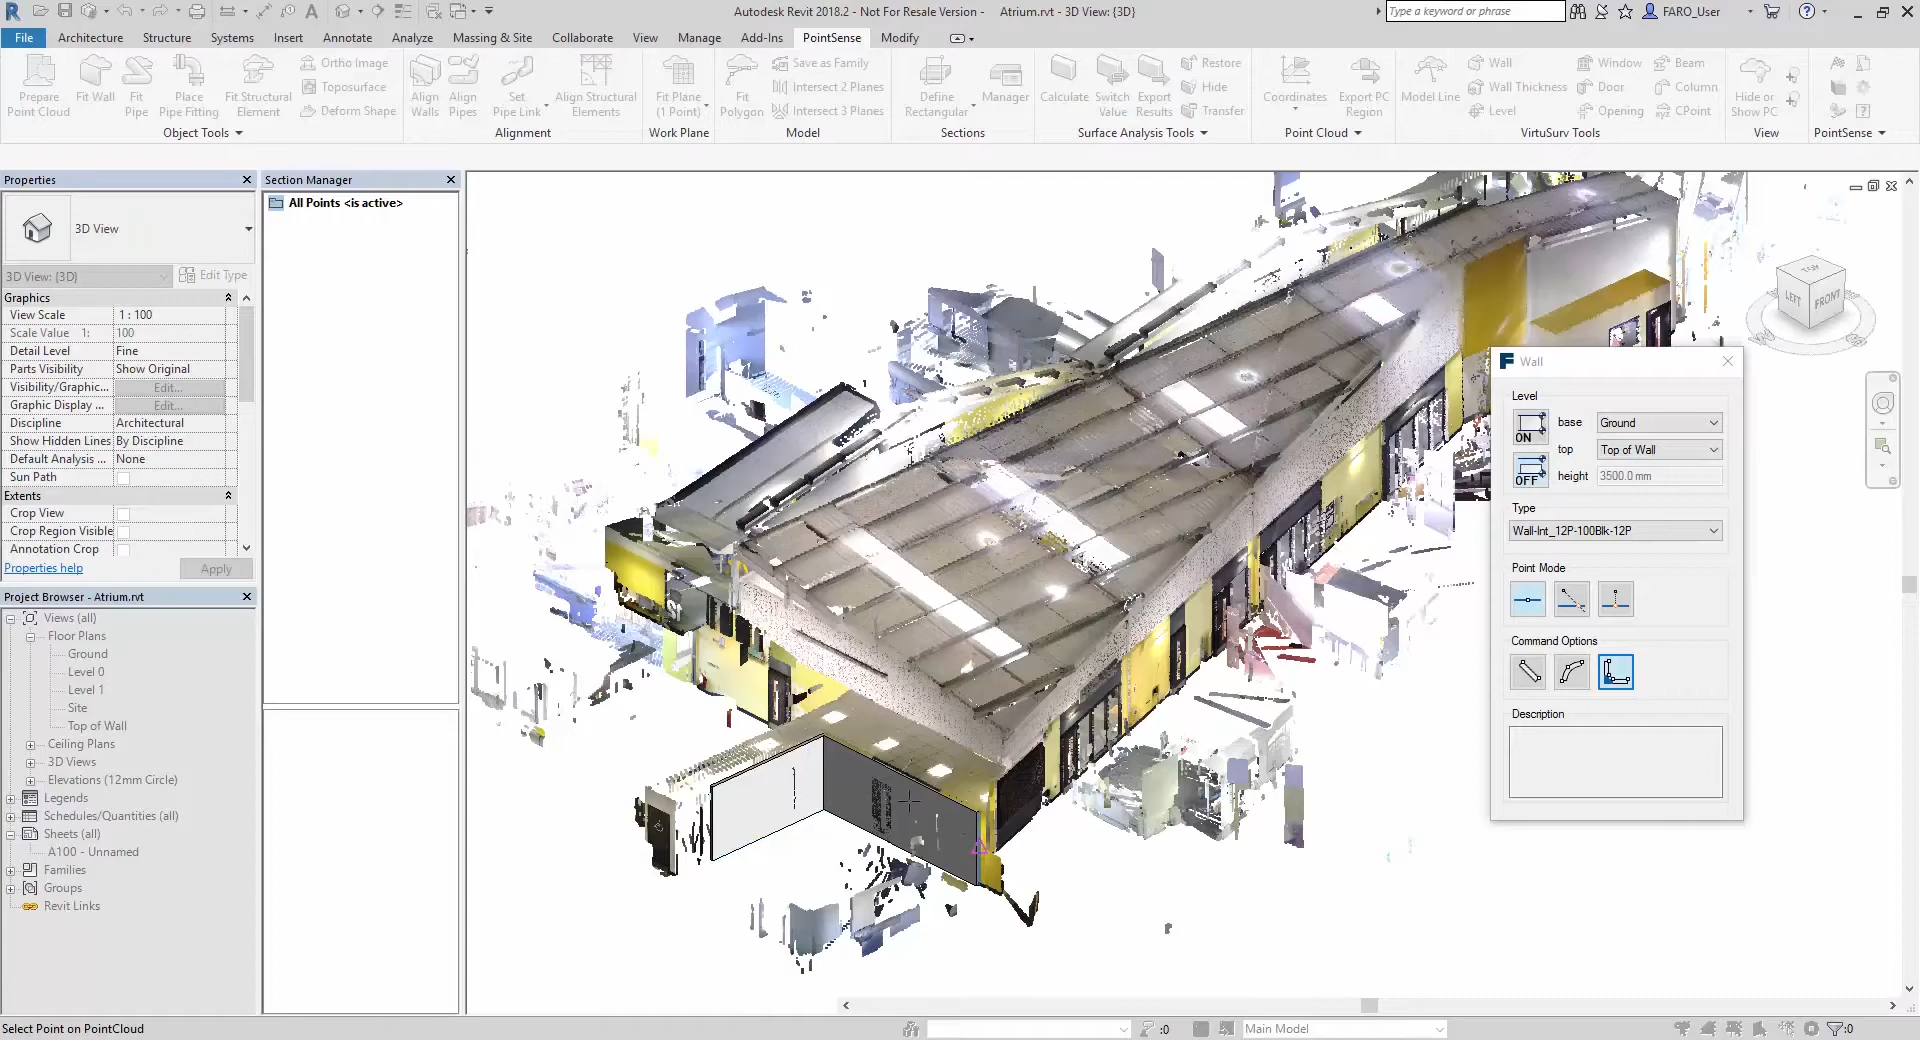 Autodesk Revit 2018.2 - Not For Resale Version - Atrium.rvt - 3D View: {3D}
Type a keyword or phrase
FARO_User
File Architecture Structure Systems Insert Annotate Analyze Massing & Site Collaborate View Manage Add-Ins PointSense Modify
Prepare Point Cloud
Fit Wall
Fit Pipe
Place Pipe Fitting
Fit Structural Element
Ortho Image
Toposurface
Deform Shape
Object Tools
Align Walls
Align Pipes
Set Pipe Link
Align Structural Elements
Alignment
Fit Plane (1 Point)
Work Plane
Fit Polygon
Save as Family
Intersect 2 Planes
Intersect 3 Planes
Model
Define Rectangular
Manager
Sections
Calculate
Switch Value
Export Results
Restore
Hide
Transfer
Surface Analysis Tools
Coordinates
Export PC Region
Point Cloud
Model Line
Wall
Wall Thickness
Level
Window
Door
Opening
Beam
Column
CPoint
VirtuSurv Tools
Hide or Show PC
View
PointSense
Properties
3D View
3D View: {3D}
Edit Type
Graphics
View Scale 1 : 100
Scale Value 1: 100
Detail Level Fine
Parts Visibility Show Original
Visibility/Graphic... Edit...
Graphic Display ... Edit...
Discipline Architectural
Show Hidden Lines By Discipline
Default Analysis ... None
Sun Path
Extents
Crop View
Crop Region Visible
Annotation Crop
Properties help
Apply
Project Browser - Atrium.rvt
Views (all)
Floor Plans
Ground
Level 0
Level 1
Site
Top of Wall
Ceiling Plans
3D Views
Elevations (12mm Circle)
Legends
Schedules/Quantities (all)
Sheets (all)
A100 - Unnamed
Families
Groups
Revit Links
Section Manager
All Points <is active>
TOP
LEFT
FRONT
Wall
Level
ON
base
Ground
top
Top of Wall
OFF
height
3500.0 mm
Type
Wall-Int_12P-100Blk-12P
Point Mode
Command Options
Description
Select Point on PointCloud
:0
Main Model
:0